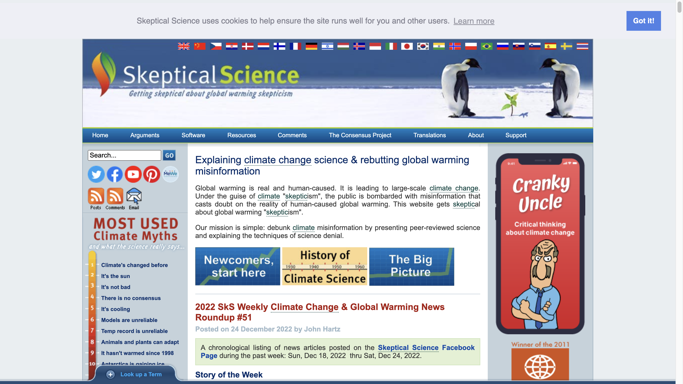 Skeptical Science uses cookies to help ensure the site runs well for you and other users. Learn more
Got it!
Skeptical Science
Getting skeptical about global warming skepticism
Home Arguments Software Resources Comments The Consensus Project Translations About Support
Search... GO
Posts Comments Email
MOST USED
Climate Myths
and what the science really says...
1 Climate's changed before
2 It's the sun
3 It's not bad
4 There is no consensus
5 It's cooling
6 Models are unreliable
7 Temp record is unreliable
8 Animals and plants can adapt
9 It hasn't warmed since 1998
10 Antarctica is gaining ice
Look up a Term
Explaining climate change science & rebutting global warming
misinformation
Global warming is real and human-caused. It is leading to large-scale climate change.
Under the guise of climate "skepticism", the public is bombarded with misinformation that
casts doubt on the reality of human-caused global warming. This website gets skeptical
about global warming "skepticism".
Our mission is simple: debunk climate misinformation by presenting peer-reviewed science
and explaining the techniques of science denial.
Newcomers,
start here
History of
Climate Science
The Big
Picture
2022 SkS Weekly Climate Change & Global Warming News
Roundup #51
Posted on 24 December 2022 by John Hartz
A chronological listing of news articles posted on the Skeptical Science Facebook
Page during the past week: Sun, Dec 18, 2022 thru Sat, Dec 24, 2022.
Story of the Week
Cranky
Uncle
Critical thinking
about climate change
Winner of the 2011